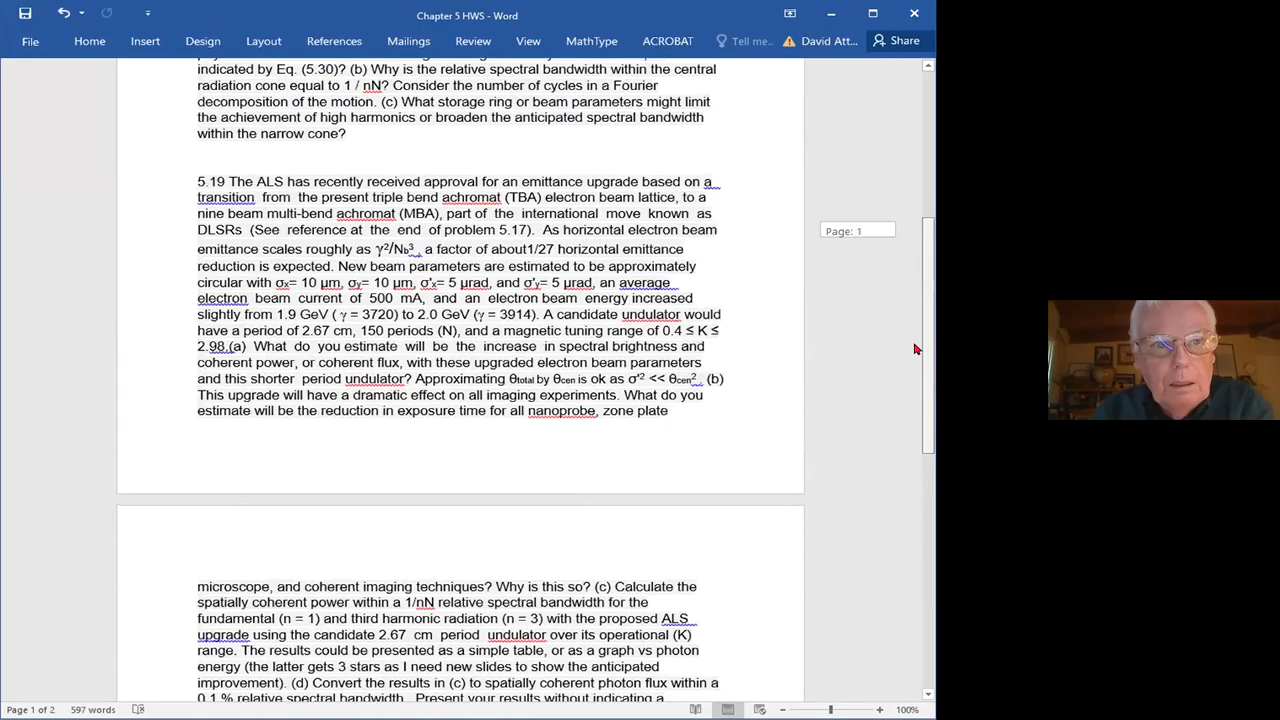 Chapter 5 HWS - Word
File Home Insert Design Layout References Mailings Review View MathType ACROBAT Tell me... David Att... Share
indicated by Eq. (5.30)? (b) Why is the relative spectral bandwidth within the central
radiation cone equal to 1 / nN? Consider the number of cycles in a Fourier
decomposition of the motion. (c) What storage ring or beam parameters might limit
the achievement of high harmonics or broaden the anticipated spectral bandwidth
within the narrow cone?
5.19 The ALS has recently received approval for an emittance upgrade based on a
transition from the present triple bend achromat (TBA) electron beam lattice, to a
nine beam multi-bend achromat (MBA), part of the international move known as
DLSRs (See reference at the end of problem 5.17). As horizontal electron beam
emittance scales roughly as γ²/Nb³ , a factor of about1/27 horizontal emittance
reduction is expected. New beam parameters are estimated to be approximately
circular with σx= 10 μm, σy= 10 μm, σ'x= 5 μrad, and σ'y= 5 μrad, an average
electron beam current of 500 mA, and an electron beam energy increased
slightly from 1.9 GeV ( γ = 3720) to 2.0 GeV (γ = 3914). A candidate undulator would
have a period of 2.67 cm, 150 periods (N), and a magnetic tuning range of 0.4 ≤ K ≤
2.98.(a) What do you estimate will be the increase in spectral brightness and
coherent power, or coherent flux, with these upgraded electron beam parameters
and this shorter period undulator? Approximating θtotal by θcen is ok as σ'² << θcen² . (b)
This upgrade will have a dramatic effect on all imaging experiments. What do you
estimate will be the reduction in exposure time for all nanoprobe, zone plate
Page: 1
microscope, and coherent imaging techniques? Why is this so? (c) Calculate the
spatially coherent power within a 1/nN relative spectral bandwidth for the
fundamental (n = 1) and third harmonic radiation (n = 3) with the proposed ALS
upgrade using the candidate 2.67 cm period undulator over its operational (K)
range. The results could be presented as a simple table, or as a graph vs photon
energy (the latter gets 3 stars as I need new slides to show the anticipated
improvement). (d) Convert the results in (c) to spatially coherent photon flux within a
0.1 % relative spectral bandwidth. Present your results without indicating a
Page 1 of 2 597 words 100%